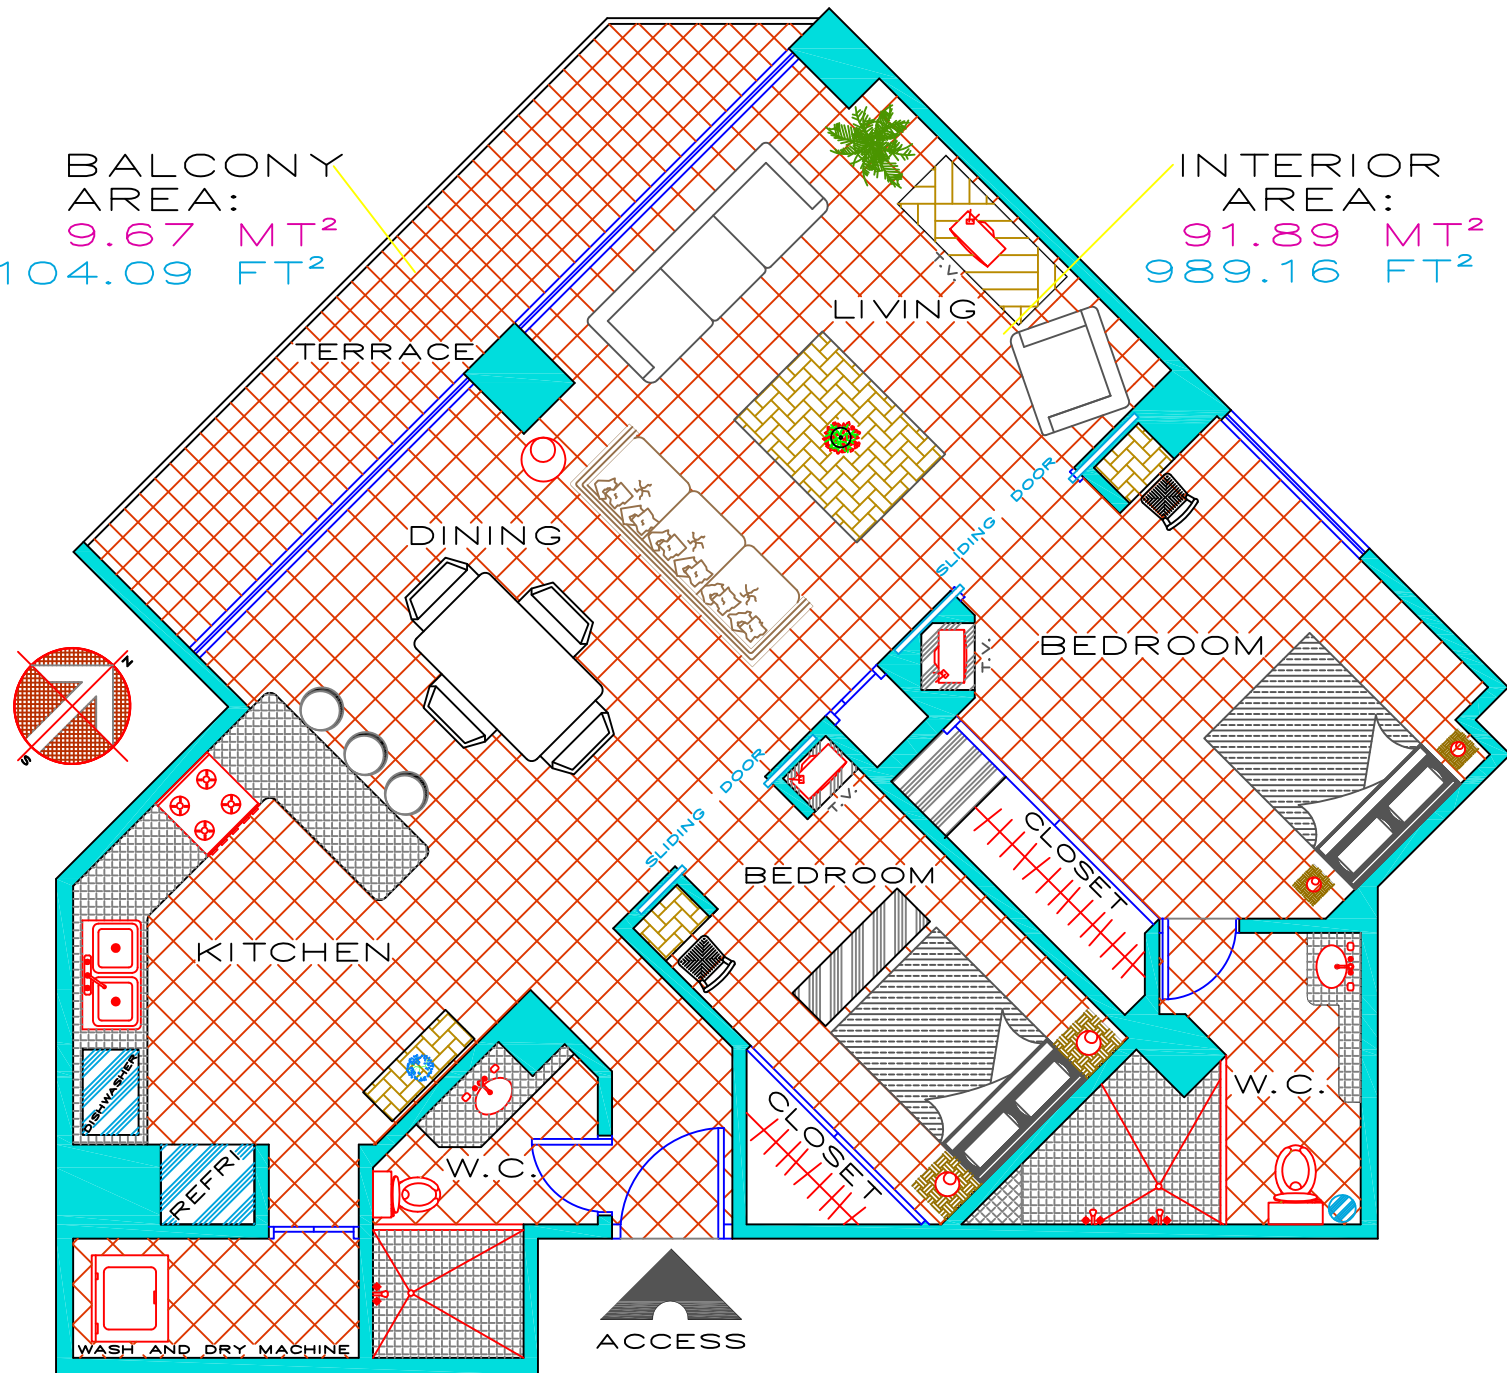 BALCONY
AREA:
9.67 MT²
104.09 FT²
INTERIOR
AREA:
91.89 MT²
989.16 FT²
T.V.
LIVING
TERRACE
SLIDING DOOR
DINING
BEDROOM
T.V.
N
S
SLIDING DOOR
T.V.
CLOSET
BEDROOM
KITCHEN
DISHWASHER
W.C.
CLOSET
W.C.
REFRI
WASH AND DRY MACHINE
ACCESS